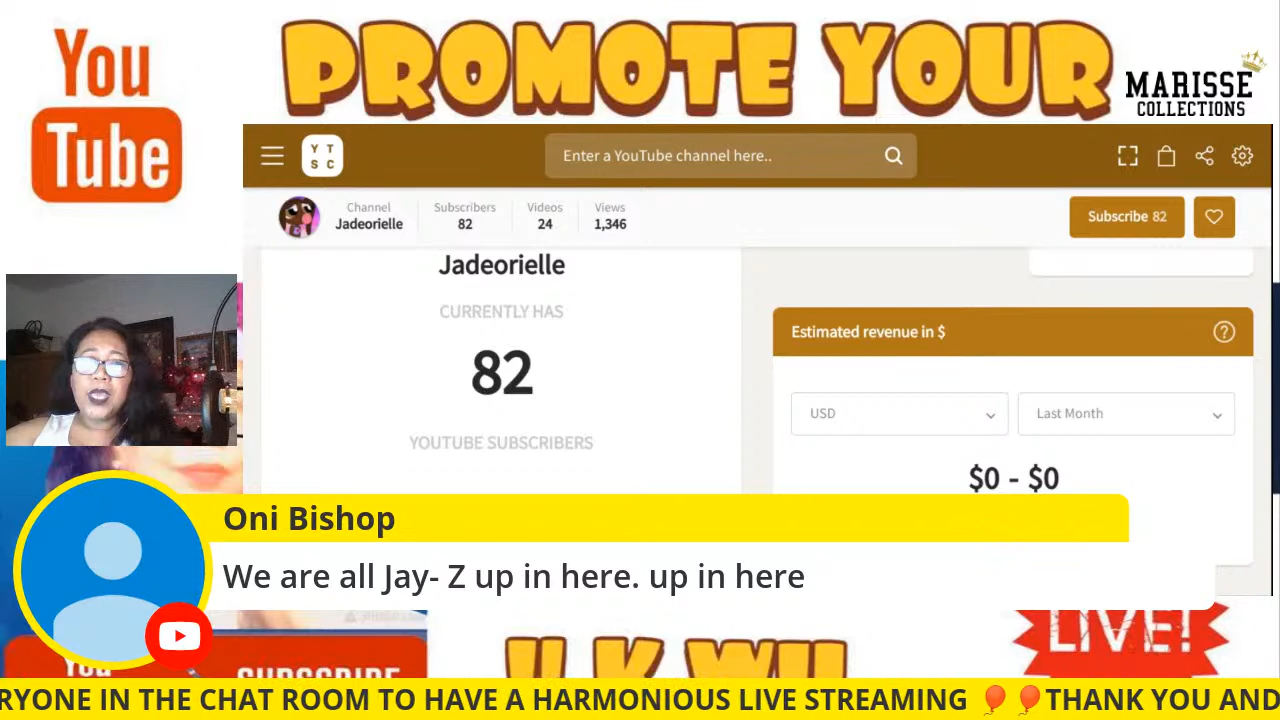 You
Tube
PROMOTE YOUR
MARISSE
COLLECTIONS
Y T
S C
Enter a YouTube channel here..
Channel
Jadeorielle
Subscribers
82
Videos
24
Views
1,346
Subscribe 82
Jadeorielle
CURRENTLY HAS
82
YOUTUBE SUBSCRIBERS
Estimated revenue in $
USD
Last Month
$0 - $0
Oni Bishop
We are all Jay- Z up in here. up in here
You
SUBSCRIBE
LIVE!
RYONE IN THE CHAT ROOM TO HAVE A HARMONIOUS LIVE STREAMING 🎈🎈THANK YOU AND